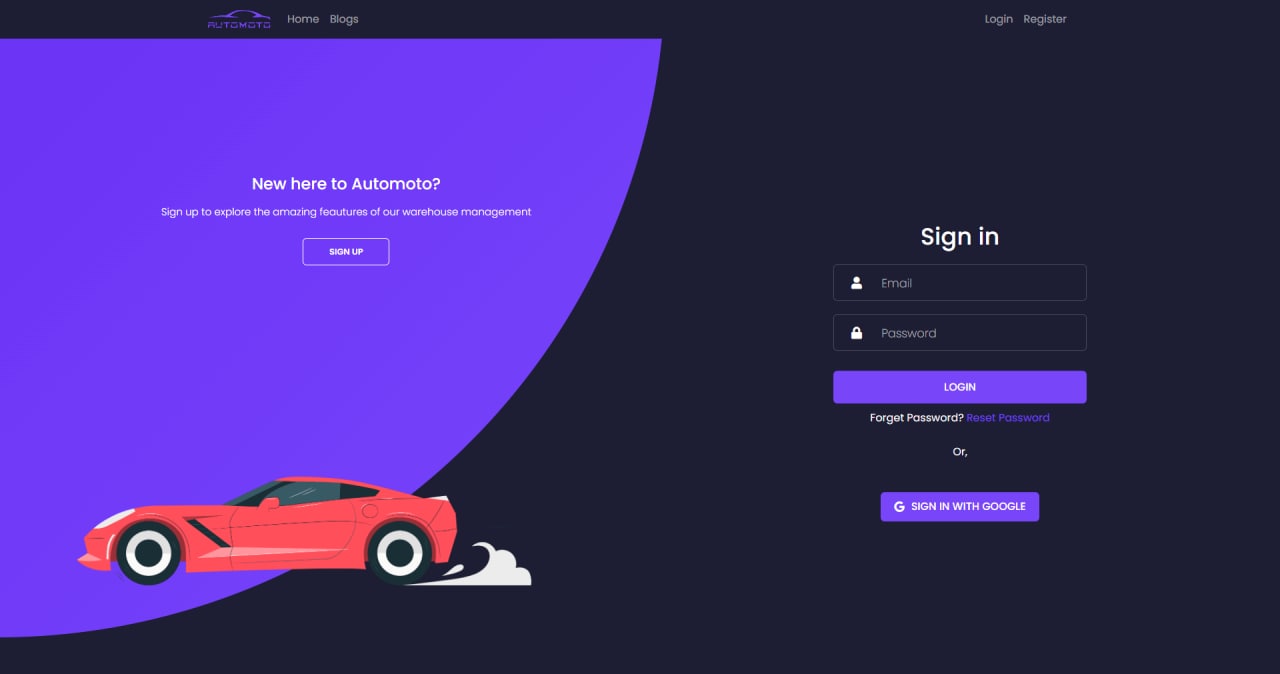 AUTOMOTO Home Blogs Login Register
New here to Automoto?
Sign up to explore the amazing feautures of our warehouse management
SIGN UP
Sign in
Email
Password
LOGIN
Forget Password? Reset Password
Or,
G SIGN IN WITH GOOGLE